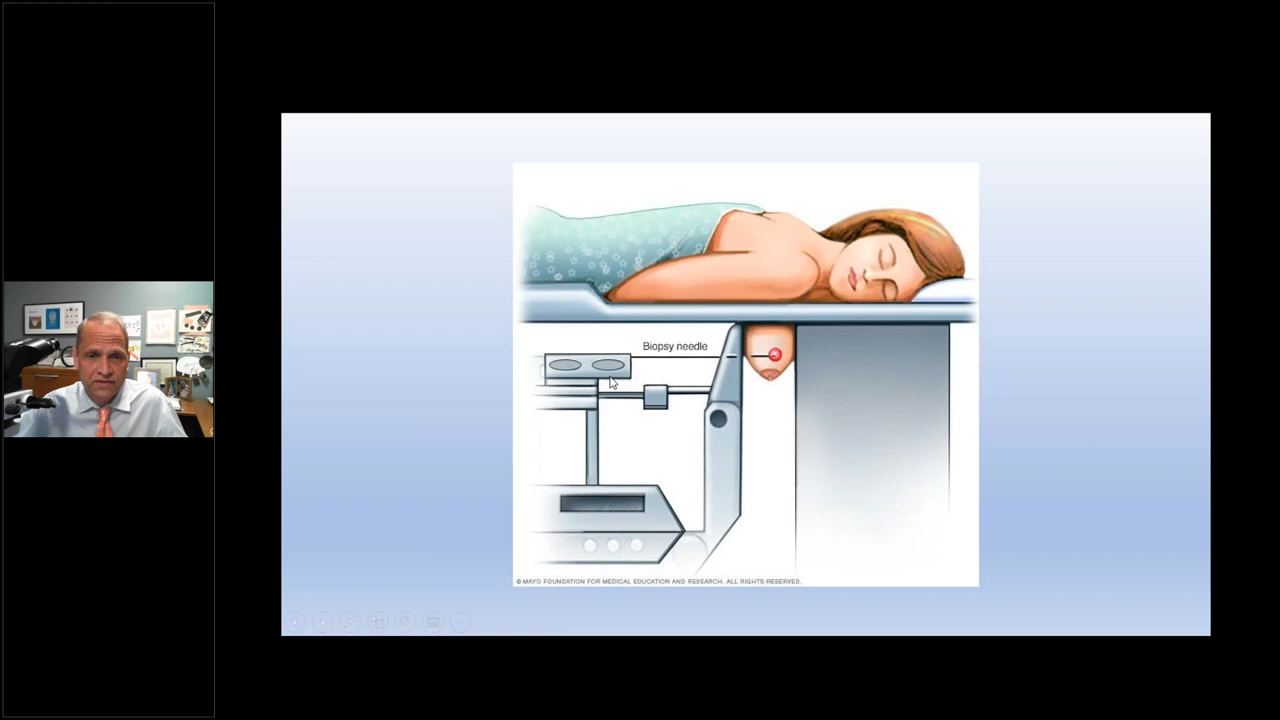 Biopsy needle
© MAYO FOUNDATION FOR MEDICAL EDUCATION AND RESEARCH. ALL RIGHTS RESERVED.